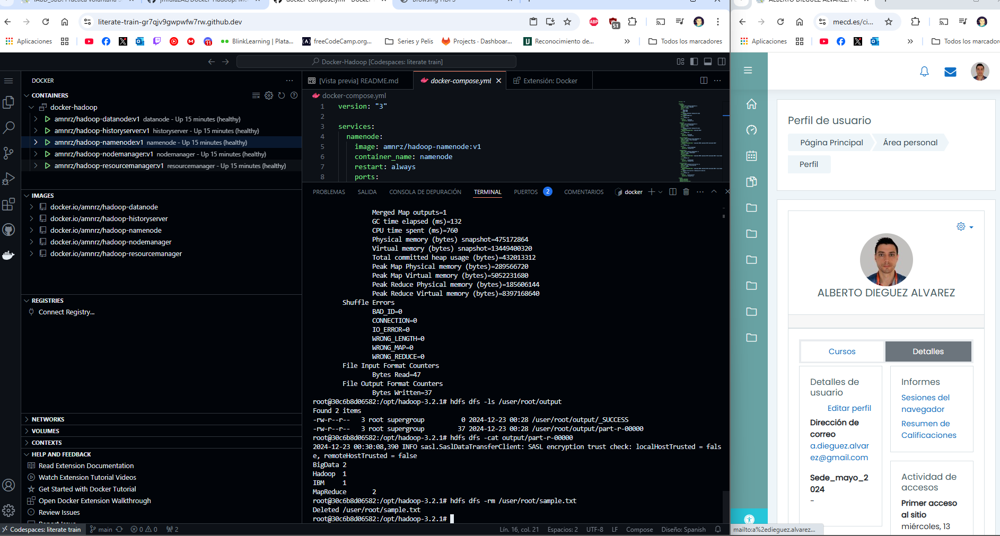 literate-train-gr7qjv9gwpwfw7rw.github.dev
ABP
51
Aplicaciones
11
BlinkLearning | Plata...
freeCodeCamp.org...
Series y Pelis
Projects · Dashboar...
Reconocimiento de...
Todos los marcadores
Docker-Hadoop [Codespaces: literate train]
DOCKER
CONTAINERS
docker-hadoop
amnrz/hadoop-datanode:v1 datanode - Up 15 minutes (healthy)
amnrz/hadoop-historyserver:v1 historyserver - Up 15 minutes (healthy)
amnrz/hadoop-namenode:v1 namenode - Up 15 minutes (healthy)
amnrz/hadoop-nodemanager:v1 nodemanager - Up 15 minutes (healthy)
amnrz/hadoop-resourcemanager:v1 resourcemanager - Up 15 minutes (healthy)
IMAGES
docker.io/amnrz/hadoop-datanode
docker.io/amnrz/hadoop-historyserver
docker.io/amnrz/hadoop-namenode
docker.io/amnrz/hadoop-nodemanager
docker.io/amnrz/hadoop-resourcemanager
REGISTRIES
Connect Registry...
NETWORKS
VOLUMES
CONTEXTS
HELP AND FEEDBACK
Read Extension Documentation
Watch Extension Tutorial Videos
Get Started with Docker Tutorial
Open Docker Extension Walkthrough
Review Issues
[Vista previa] README.md
docker-compose.yml
Extensión: Docker
docker-compose.yml
1 version: "3"
2
3 services:
4 namenode:
5 image: amnrz/hadoop-namenode:v1
6 container_name: namenode
7 restart: always
8 ports:
PROBLEMAS
SALIDA
CONSOLA DE DEPURACIÓN
TERMINAL
PUERTOS
2
COMENTARIOS
docker
Merged Map outputs=1
GC time elapsed (ms)=132
CPU time spent (ms)=760
Physical memory (bytes) snapshot=475172864
Virtual memory (bytes) snapshot=13449400320
Total committed heap usage (bytes)=432013312
Peak Map Physical memory (bytes)=289566720
Peak Map Virtual memory (bytes)=5052231680
Peak Reduce Physical memory (bytes)=185606144
Peak Reduce Virtual memory (bytes)=8397168640
Shuffle Errors
BAD_ID=0
CONNECTION=0
IO_ERROR=0
WRONG_LENGTH=0
WRONG_MAP=0
WRONG_REDUCE=0
File Input Format Counters
Bytes Read=47
File Output Format Counters
Bytes Written=37
root@30c6b8d06582:/opt/hadoop-3.2.1# hdfs dfs -ls /user/root/output
Found 2 items
-rw-r--r-- 3 root supergroup 0 2024-12-23 00:28 /user/root/output/_SUCCESS
-rw-r--r-- 3 root supergroup 37 2024-12-23 00:28 /user/root/output/part-r-00000
root@30c6b8d06582:/opt/hadoop-3.2.1# hdfs dfs -cat output/part-r-00000
2024-12-23 00:30:08,390 INFO sasl.SaslDataTransferClient: SASL encryption trust check: localHostTrusted = fals
e, remoteHostTrusted = false
BigData 2
Hadoop 1
IBM 1
MapReduce 2
root@30c6b8d06582:/opt/hadoop-3.2.1# hdfs dfs -rm /user/root/sample.txt
Deleted /user/root/sample.txt
root@30c6b8d06582:/opt/hadoop-3.2.1#
Codespaces: literate train
main
0 0
2
Lín. 16, col. 21
Espacios: 2
UTF-8
LF
Compose
Diseño: Spanish
mecd.es/ci...
Aplicaciones
Todos los marcadore
Perfil de usuario
Página Principal
Área personal
Perfil
ALBERTO DIEGUEZ ALVAREZ
Cursos
Detalles
Detalles de
usuario
Editar perfil
Dirección de
correo
a.dieguez.alvar
ez@gmail.com
Sede_mayo_2
024
-
Informes
Sesiones del
navegador
Resumen de
Calificaciones
Actividad de
accesos
Primer acceso
al sitio
miércoles, 13
mailto:a%2edieguez.alvarez...